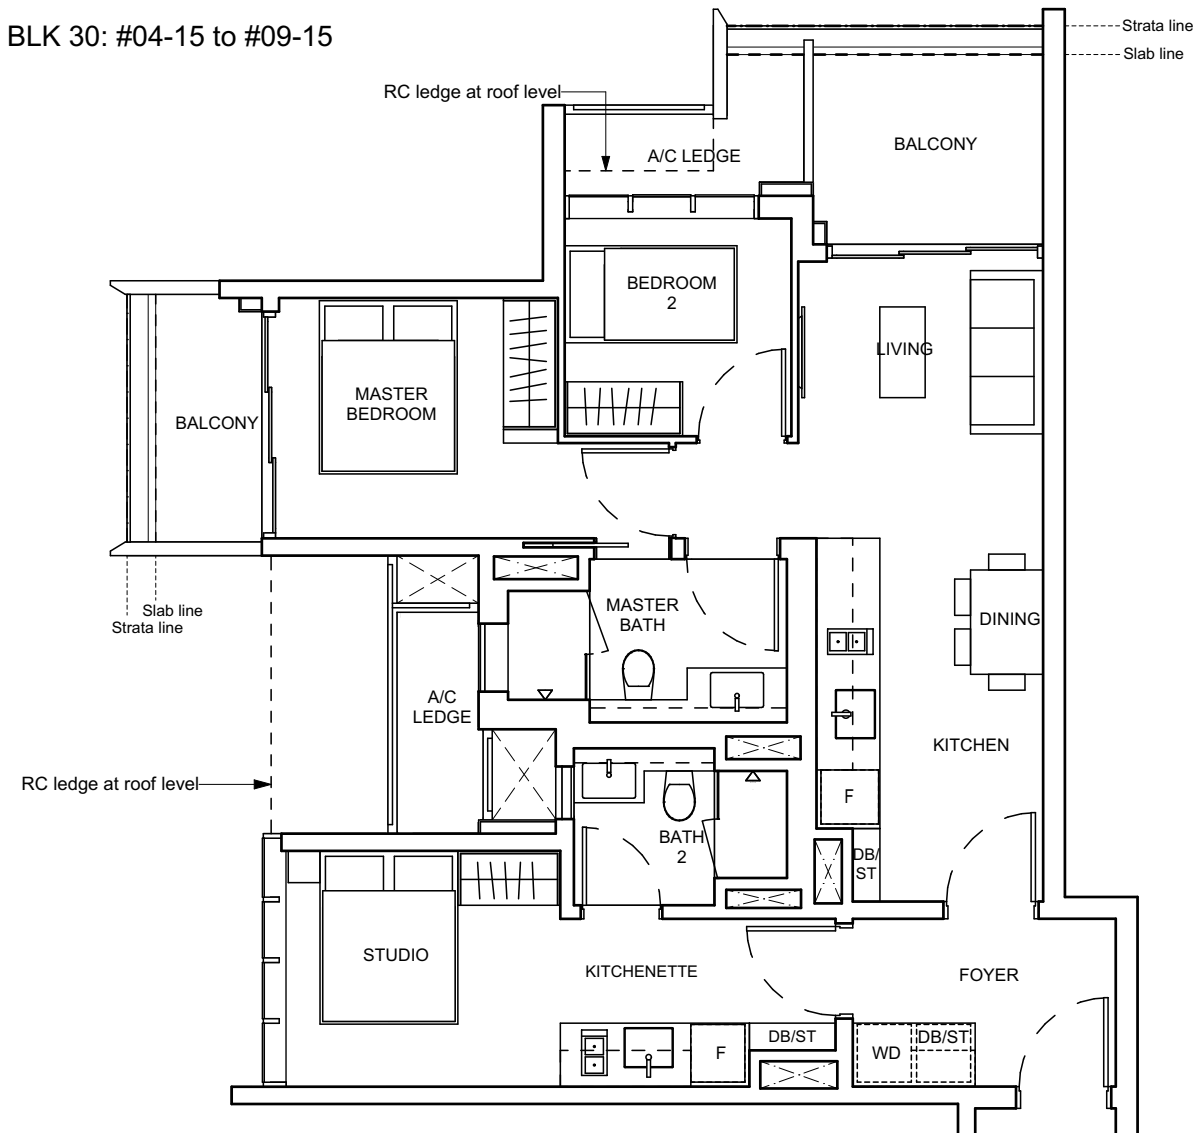 BLK 30: #04-15 to #09-15
Strata line
Slab line
RC ledge at roof level
A/C LEDGE
BALCONY
BEDROOM
2
LIVING
MASTER
BEDROOM
BALCONY
Slab line
Strata line
MASTER
BATH
DINING
A/C
LEDGE
KITCHEN
RC ledge at roof level
F
BATH
2
DB/
ST
STUDIO
KITCHENETTE
FOYER
F
DB/ST
WD
DB/ST